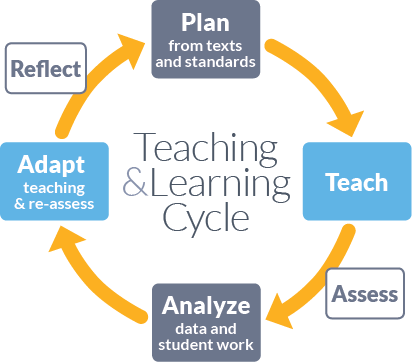 Plan
from texts
and standards
Reflect
Adapt
teaching
& re-assess
Teaching
&Learning
Cycle
Teach
Assess
Analyze
data and
student work